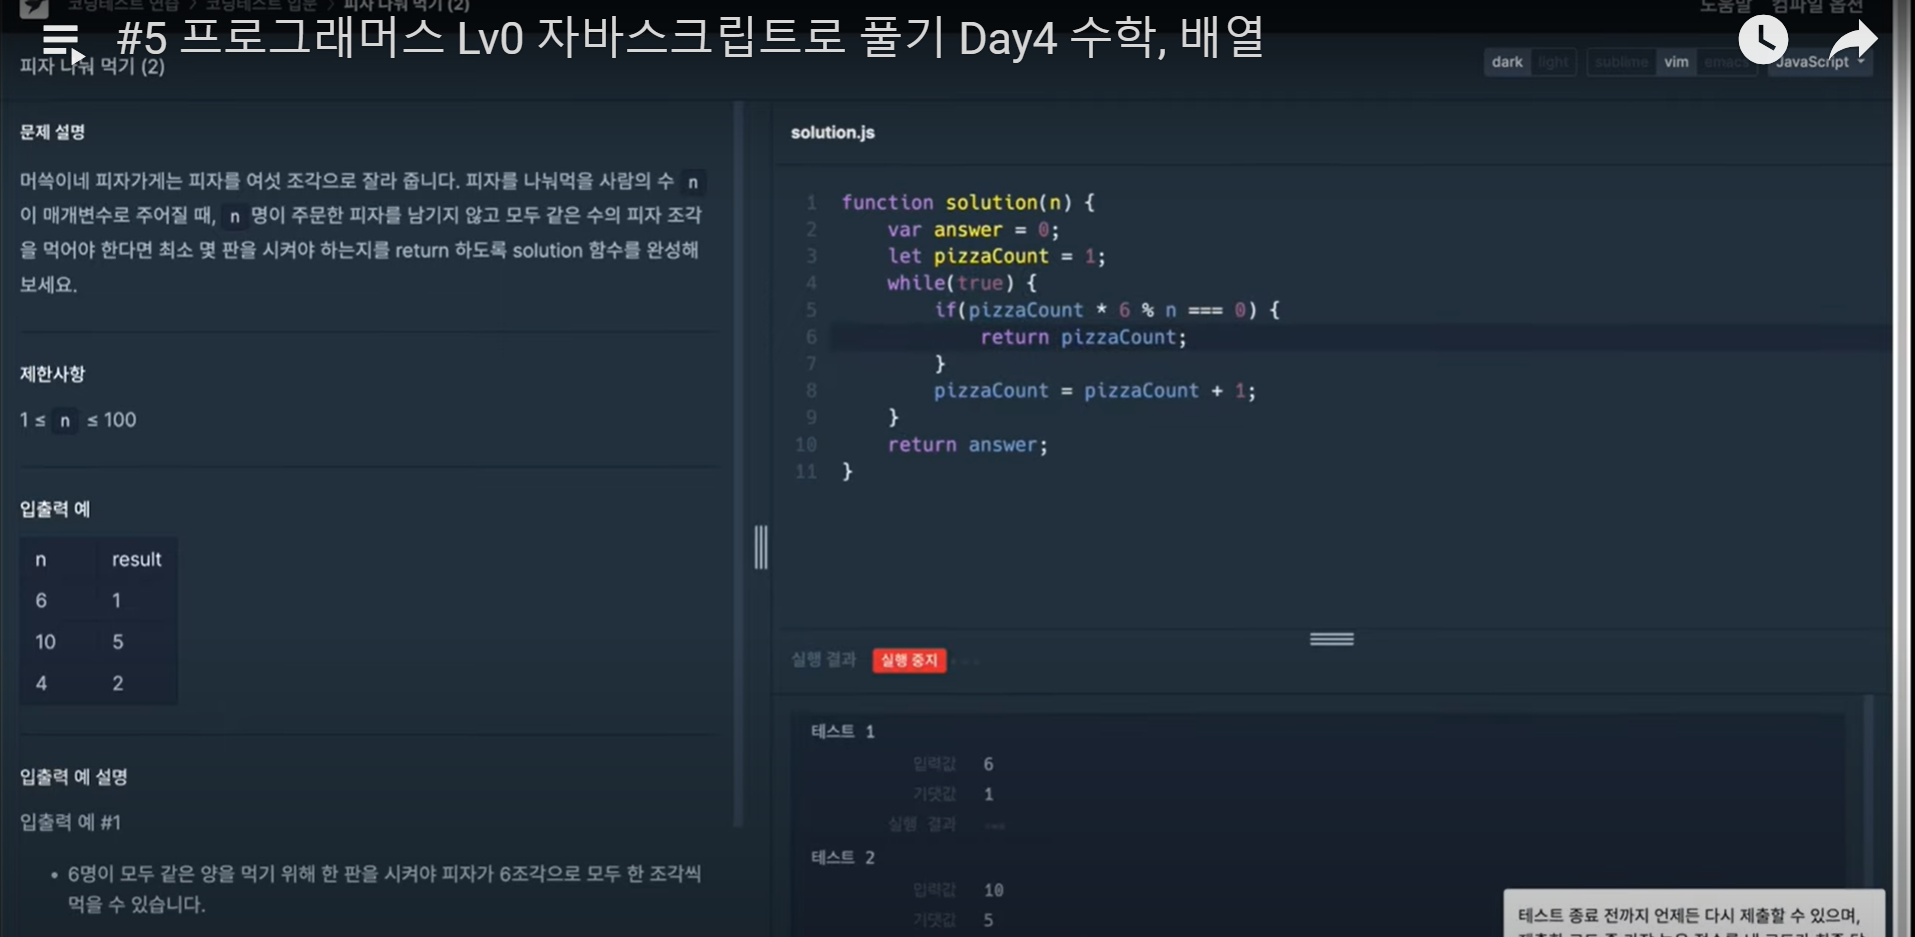 코딩테스트 연습 > 코딩테스트 입문 > 피자 나눠 먹기 (2)
도움말 컴파일 옵션
#5 프로그래머스 Lv0 자바스크립트로 풀기 Day4 수학, 배열
피자 나눠 먹기 (2)
dark light sublime vim emacs JavaScript
문제 설명
머쓱이네 피자가게는 피자를 여섯 조각으로 잘라 줍니다. 피자를 나눠먹을 사람의 수 n
이 매개변수로 주어질 때, n 명이 주문한 피자를 남기지 않고 모두 같은 수의 피자 조각
을 먹어야 한다면 최소 몇 판을 시켜야 하는지를 return 하도록 solution 함수를 완성해
보세요.
제한사항
1 ≤ n ≤ 100
입출력 예
n result
6 1
10 5
4 2
입출력 예 설명
입출력 예 #1
• 6명이 모두 같은 양을 먹기 위해 한 판을 시켜야 피자가 6조각으로 모두 한 조각씩
먹을 수 있습니다.
solution.js
1 function solution(n) {
2 var answer = 0;
3 let pizzaCount = 1;
4 while(true) {
5 if(pizzaCount * 6 % n === 0) {
6 return pizzaCount;
7 }
8 pizzaCount = pizzaCount + 1;
9 }
10 return answer;
11 }
실행 결과 실행 중지
테스트 1
입력값 6
기댓값 1
실행 결과
테스트 2
입력값 10
기댓값 5
테스트 종료 전까지 언제든 다시 제출할 수 있으며,